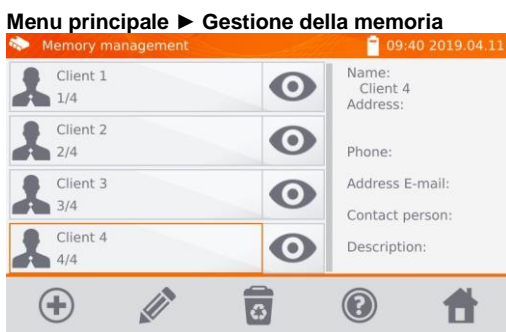 Menu principale ► Gestione della memoria
Memory management
09:40 2019.04.11
Client 1
1/4
Client 2
2/4
Client 3
3/4
Client 4
4/4
Name:
Client 4
Address:
Phone:
Address E-mail:
Contact person:
Description: